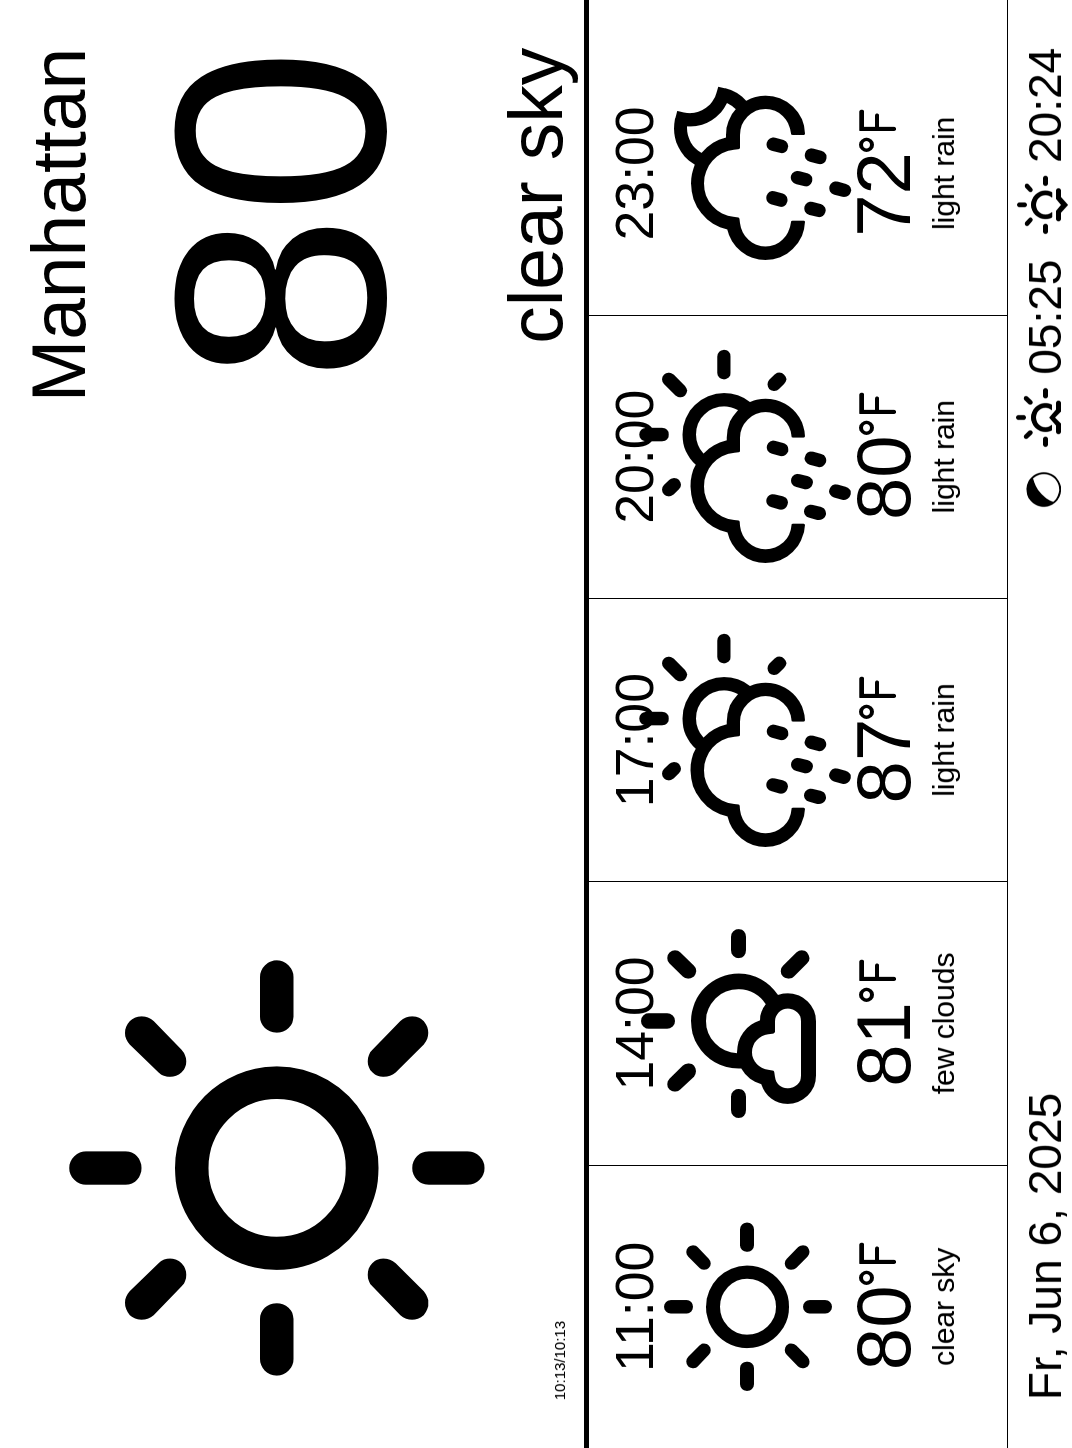 Manhattan
80
clear sky
10:13/10:13
11:00
80°F
clear sky
14:00
81°F
few clouds
17:00
87°F
light rain
20:00
80°F
light rain
23:00
72°F
light rain
Fr, Jun 6, 2025
05:25
20:24